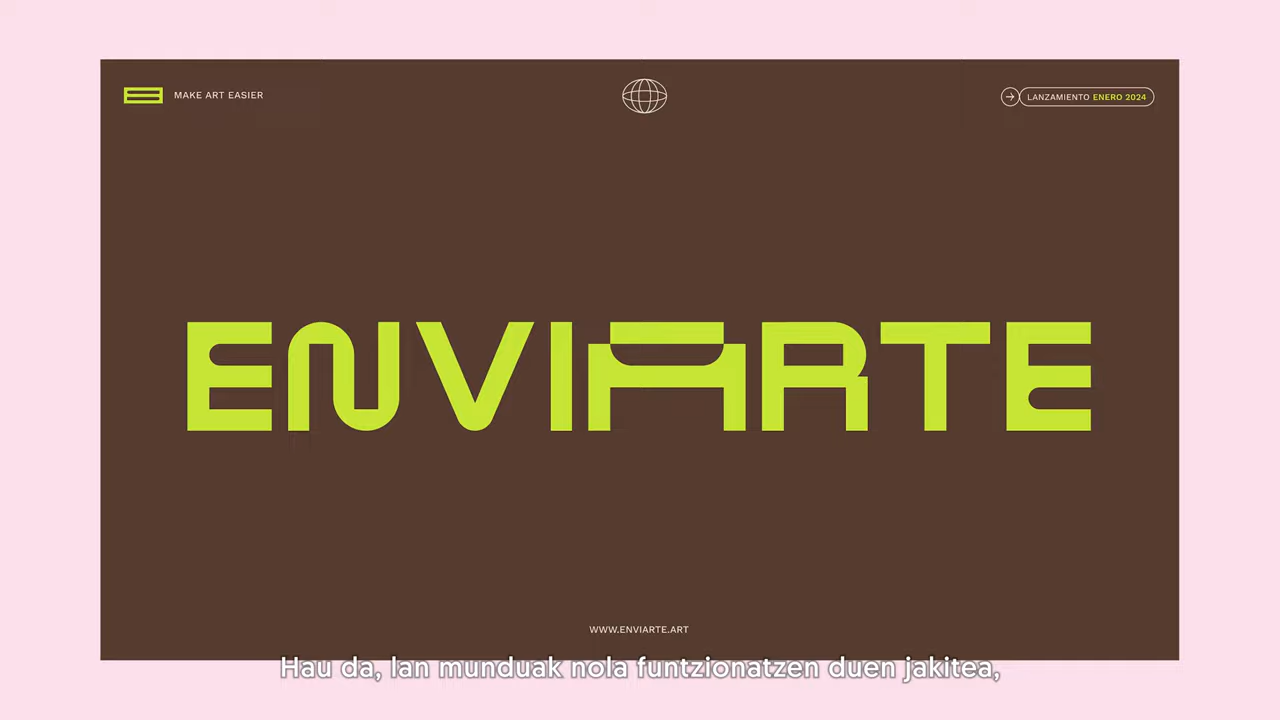 MAKE ART EASIER
LANZAMIENTO ENERO 2024
ENVIARTE
WWW.ENVIARTE.ART
Hau da, lan munduak nola funtzionatzen duen jakitea,